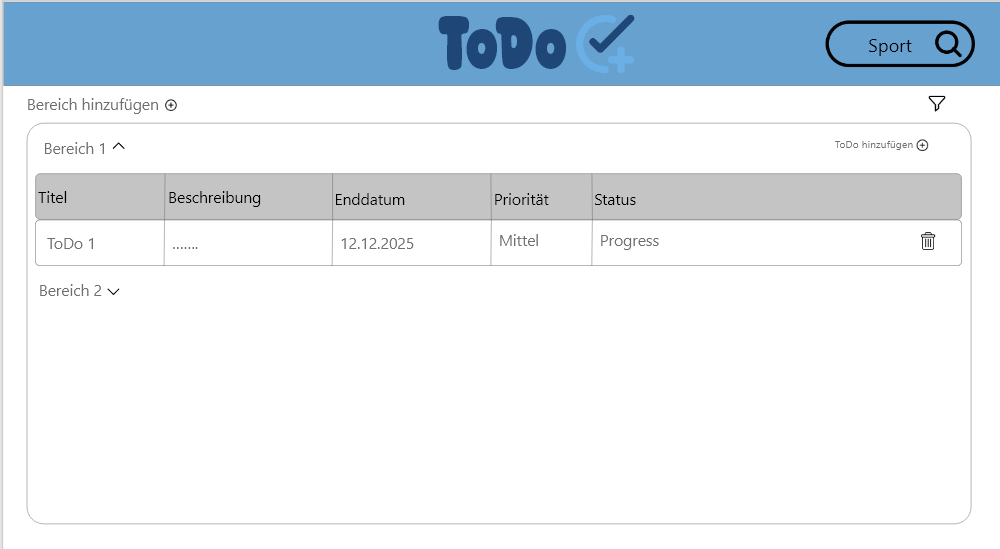 ToDo
Sport
Bereich hinzufügen
Bereich 1
ToDo hinzufügen
Titel Beschreibung Enddatum Priorität Status
ToDo 1 ....... 12.12.2025 Mittel Progress
Bereich 2